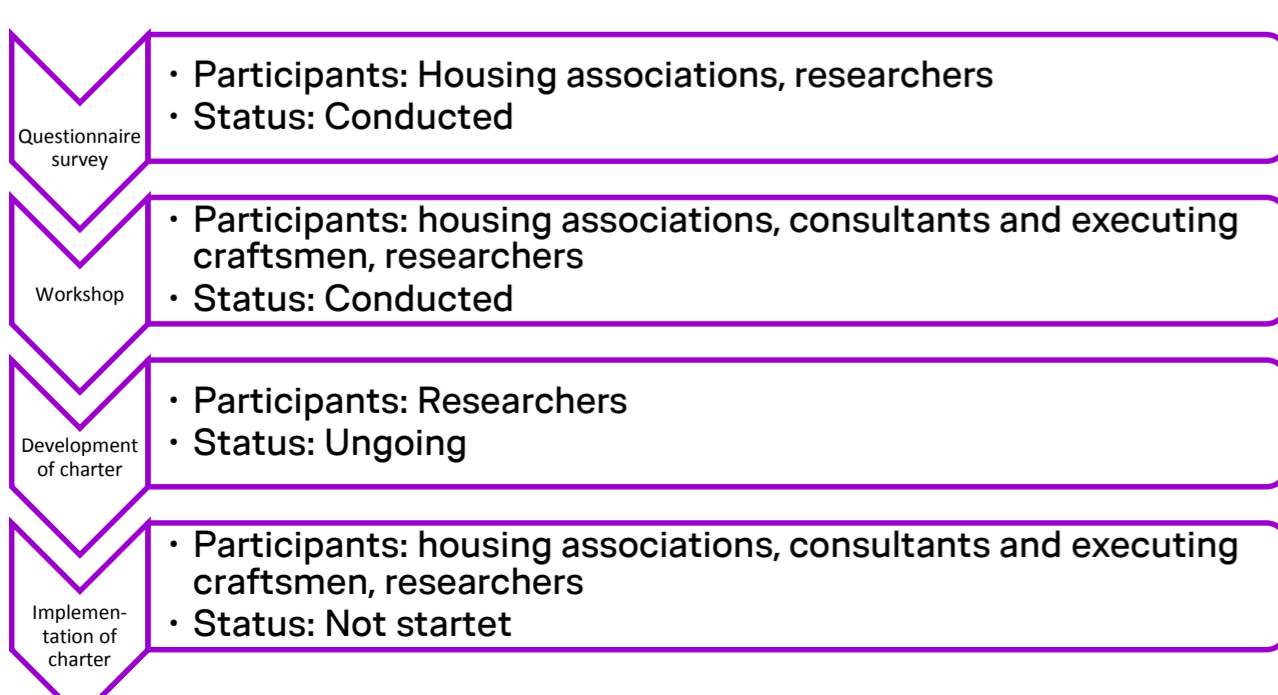 Questionnaire
survey
· Participants: Housing associations, researchers
· Status: Conducted
Workshop
· Participants: housing associations, consultants and executing
craftsmen, researchers
· Status: Conducted
Development
of charter
· Participants: Researchers
· Status: Ungoing
Implemen-
tation of
charter
· Participants: housing associations, consultants and executing
craftsmen, researchers
· Status: Not startet